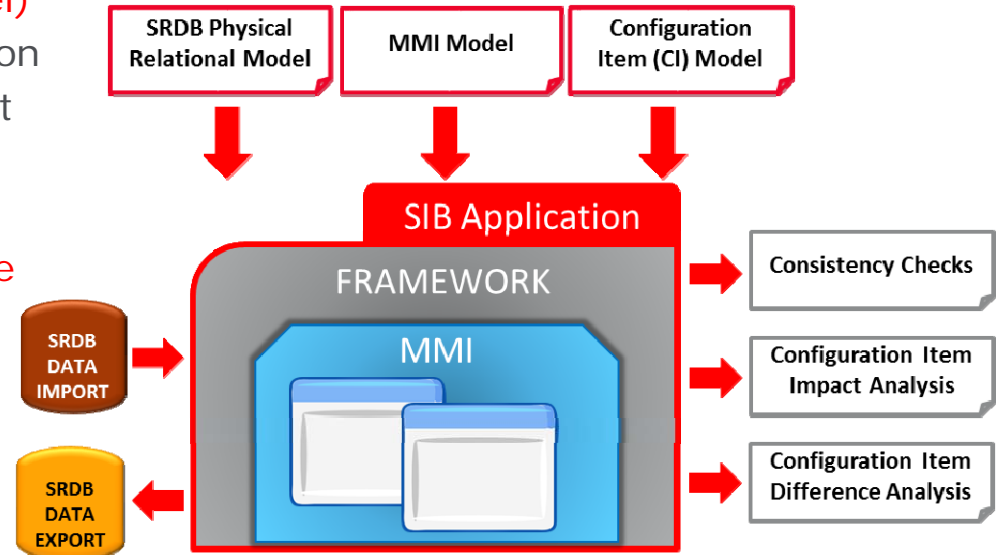 SRDB Physical
Relational Model
MMI Model
Configuration
Item (CI) Model
on
t
e
SIB Application
FRAMEWORK
MMI
SRDB
DATA
IMPORT
SRDB
DATA
EXPORT
Consistency Checks
Configuration Item
Impact Analysis
Configuration Item
Difference Analysis